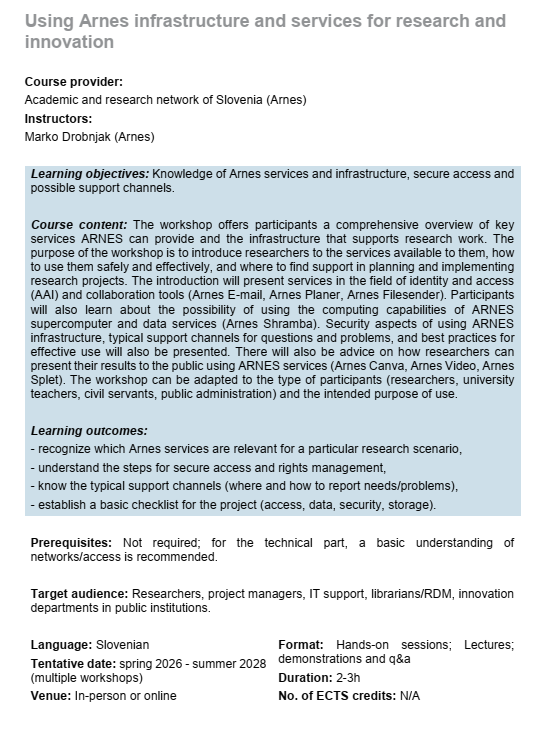 Using Arnes infrastructure and services for research and
innovation
Course provider:
Academic and research network of Slovenia (Arnes)
Instructors:
Marko Drobnjak (Arnes)
Learning objectives: Knowledge of Arnes services and infrastructure, secure access and
possible support channels.
Course content: The workshop offers participants a comprehensive overview of key
services ARNES can provide and the infrastructure that supports research work. The
purpose of the workshop is to introduce researchers to the services available to them, how
to use them safely and effectively, and where to find support in planning and implementing
research projects. The introduction will present services in the field of identity and access
(AAI) and collaboration tools (Arnes E-mail, Arnes Planer, Arnes Filesender). Participants
will also learn about the possibility of using the computing capabilities of ARNES
supercomputer and data services (Arnes Shramba). Security aspects of using ARNES
infrastructure, typical support channels for questions and problems, and best practices for
effective use will also be presented. There will also be advice on how researchers can
present their results to the public using ARNES services (Arnes Canva, Arnes Video, Arnes
Splet). The workshop can be adapted to the type of participants (researchers, university
teachers, civil servants, public administration) and the intended purpose of use.
Learning outcomes:
- recognize which Arnes services are relevant for a particular research scenario,
- understand the steps for secure access and rights management,
- know the typical support channels (where and how to report needs/problems),
- establish a basic checklist for the project (access, data, security, storage).
Prerequisites: Not required; for the technical part, a basic understanding of
networks/access is recommended.
Target audience: Researchers, project managers, IT support, librarians/RDM, innovation
departments in public institutions.
Language: Slovenian
Tentative date: spring 2026 - summer 2028
(multiple workshops)
Venue: In-person or online
Format: Hands-on sessions; Lectures;
demonstrations and q&a
Duration: 2-3h
No. of ECTS credits: N/A